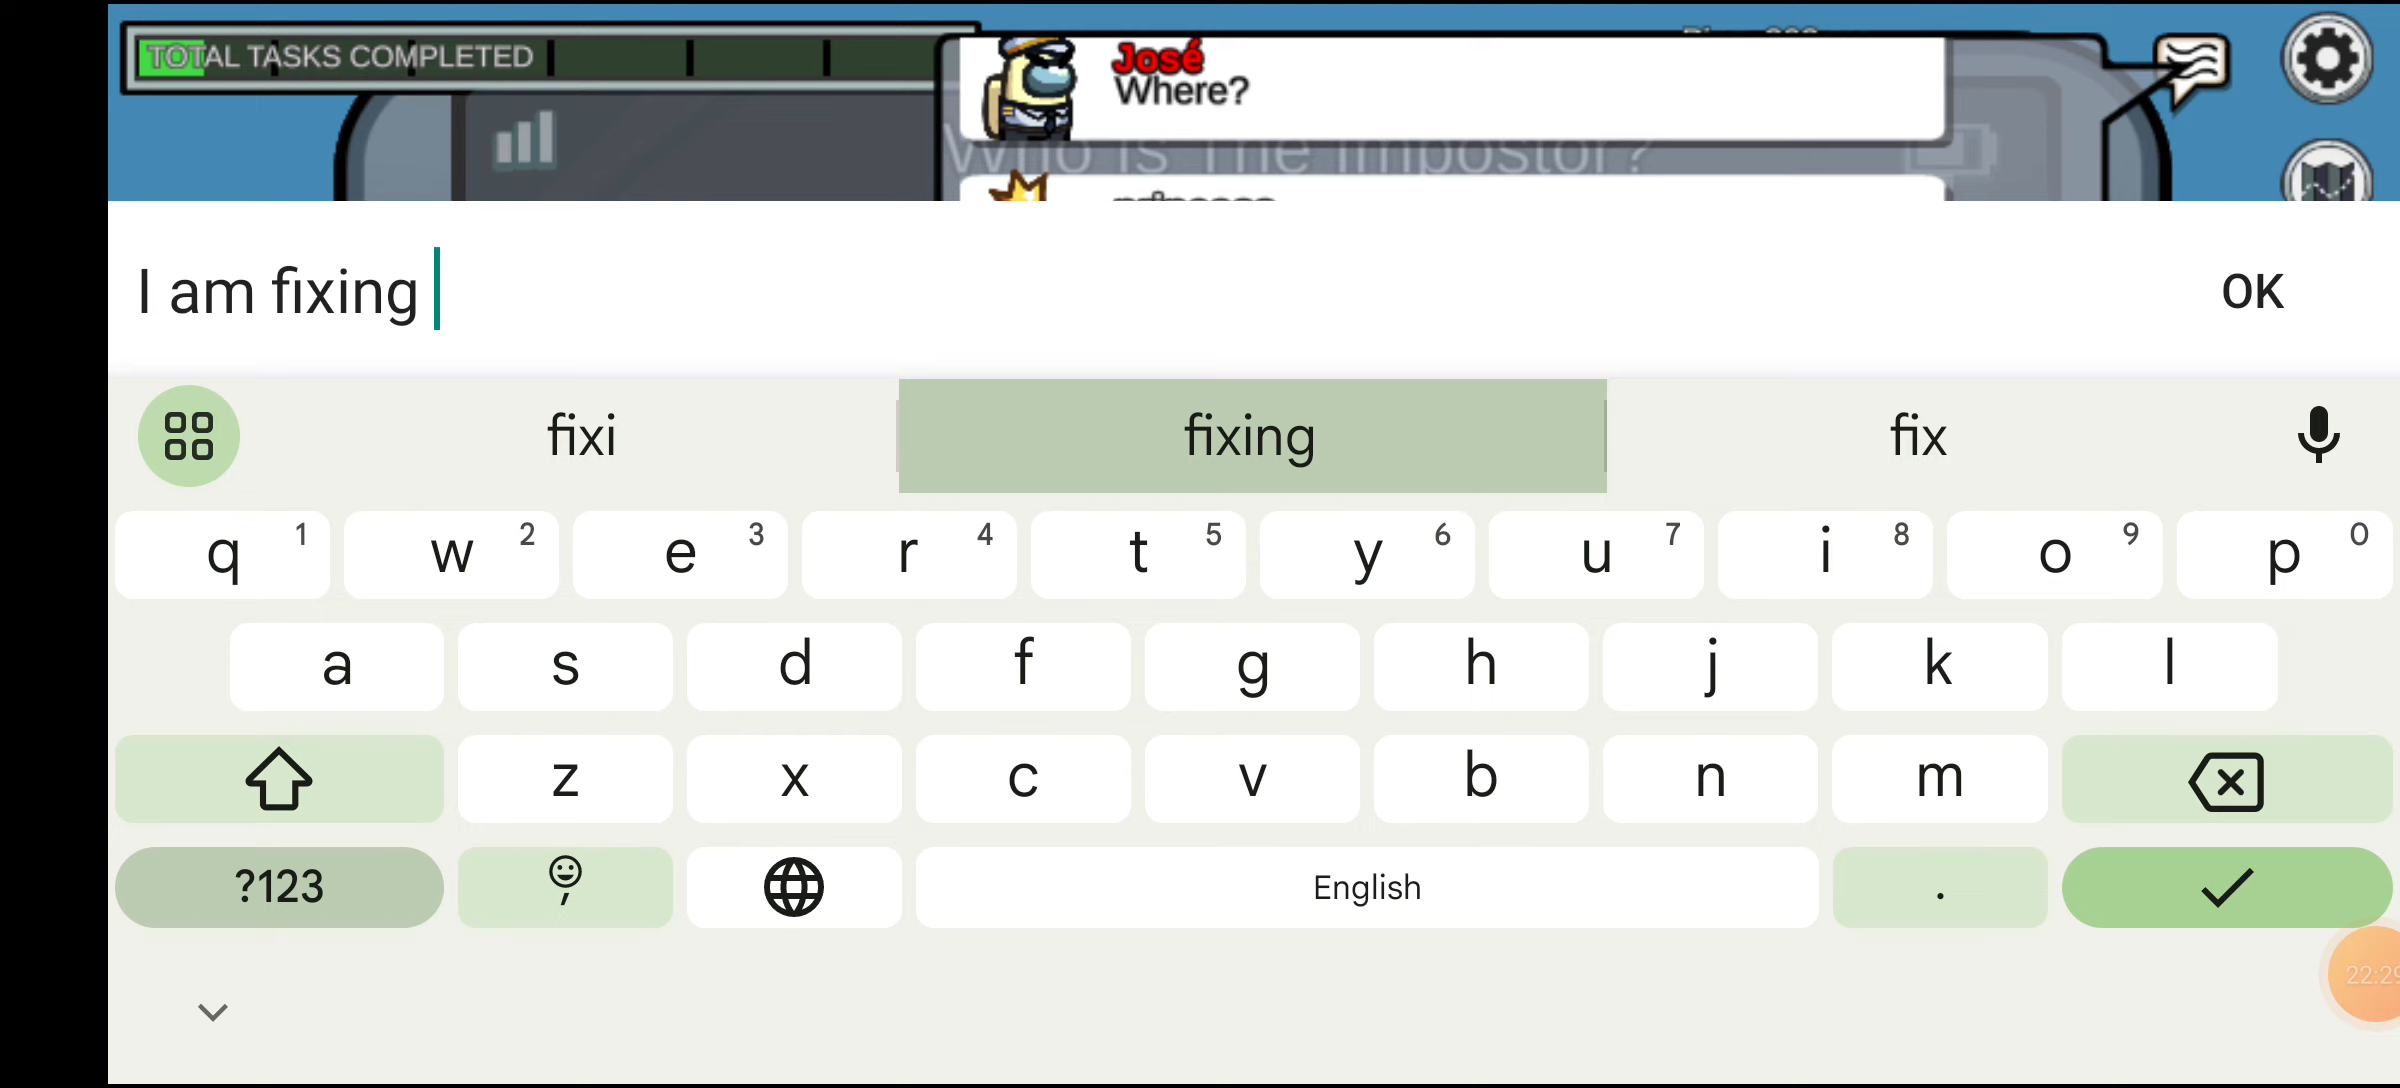 TOTAL TASKS COMPLETED
José
Where?
Who Is The Impostor?
I am fixing
OK
fixi fixing fix
q 1 w 2 e 3 r 4 t 5 y 6 u 7 i 8 o 9 p 0
a s d f g h j k l
z x c v b n m
?123 , English .